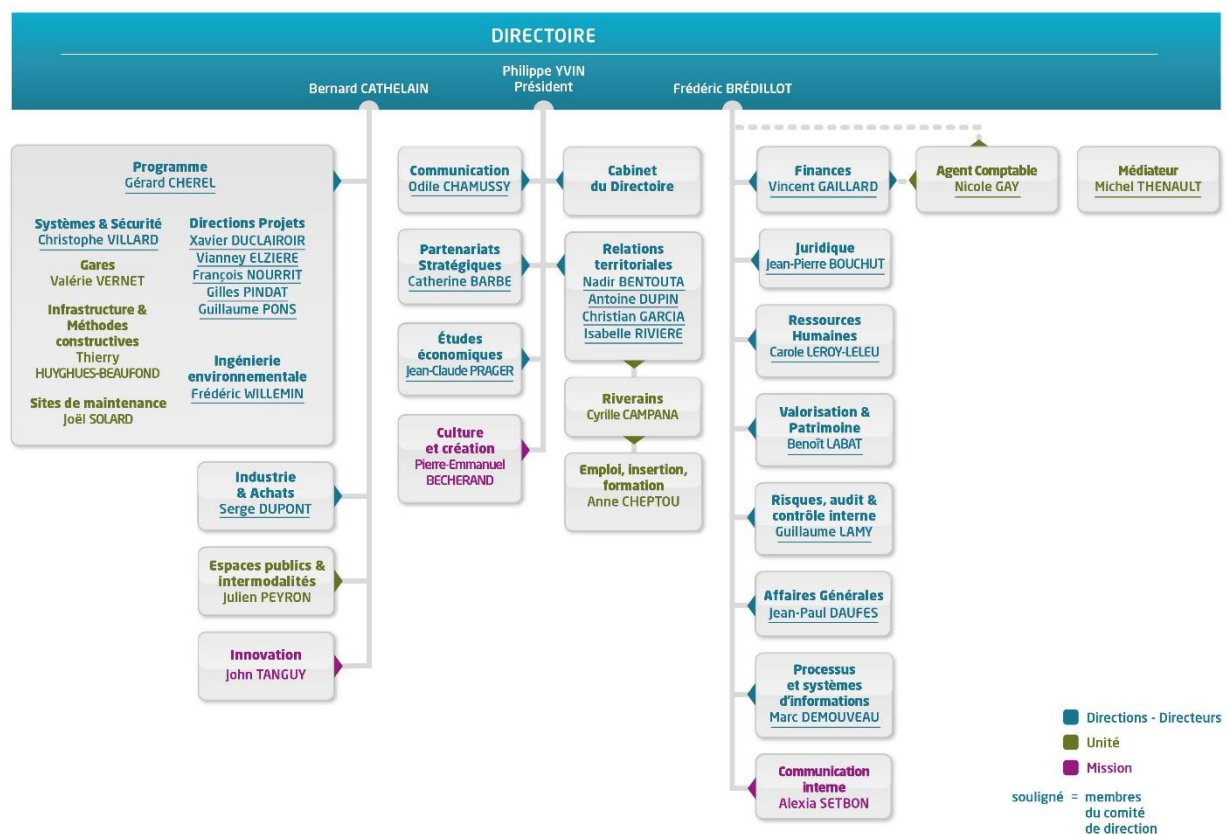 DIRECTOIRE
Bernard CATHELAIN
Philippe YVIN
Président
Frédéric BRÉDILLOT
Programme
Gérard CHEREL
Systèmes & Sécurité
Christophe VILLARD
Gares
Valérie VERNET
Infrastructure &
Méthodes
constructives
Thierry
HUYGHUES-BEAUFOND
Sites de maintenance
Joël SOLARD
Directions Projets
Xavier DUCLAIROIR
Vianney ELZIERE
François NOURRIT
Gilles PINDAT
Guillaume PONS
Ingénierie
environnementale
Frédéric WILLEMIN
Industrie
& Achats
Serge DUPONT
Espaces publics &
intermodalités
Julien PEYRON
Innovation
John TANGUY
Communication
Odile CHAMUSSY
Partenariats
Stratégiques
Catherine BARBE
Études
économiques
Jean-Claude PRAGER
Culture
et création
Pierre-Emmanuel
BECHERAND
Cabinet
du Directoire
Relations
territoriales
Nadir BENTOUTA
Antoine DUPIN
Christian GARCIA
Isabelle RIVIERE
Riverains
Cyrille CAMPANA
Emploi, insertion,
formation
Anne CHEPTOU
Finances
Vincent GAILLARD
Agent Comptable
Nicole GAY
Médiateur
Michel THENAULT
Juridique
Jean-Pierre BOUCHUT
Ressources
Humaines
Carole LEROY-LELEU
Valorisation &
Patrimoine
Benoît LABAT
Risques, audit &
contrôle interne
Guillaume LAMY
Affaires Générales
Jean-Paul DAUFES
Processus
et systèmes
d'informations
Marc DEMOUVEAU
Communication
interne
Alexia SETBON
Directions - Directeurs
Unité
Mission
souligné = membres
du comité
de direction